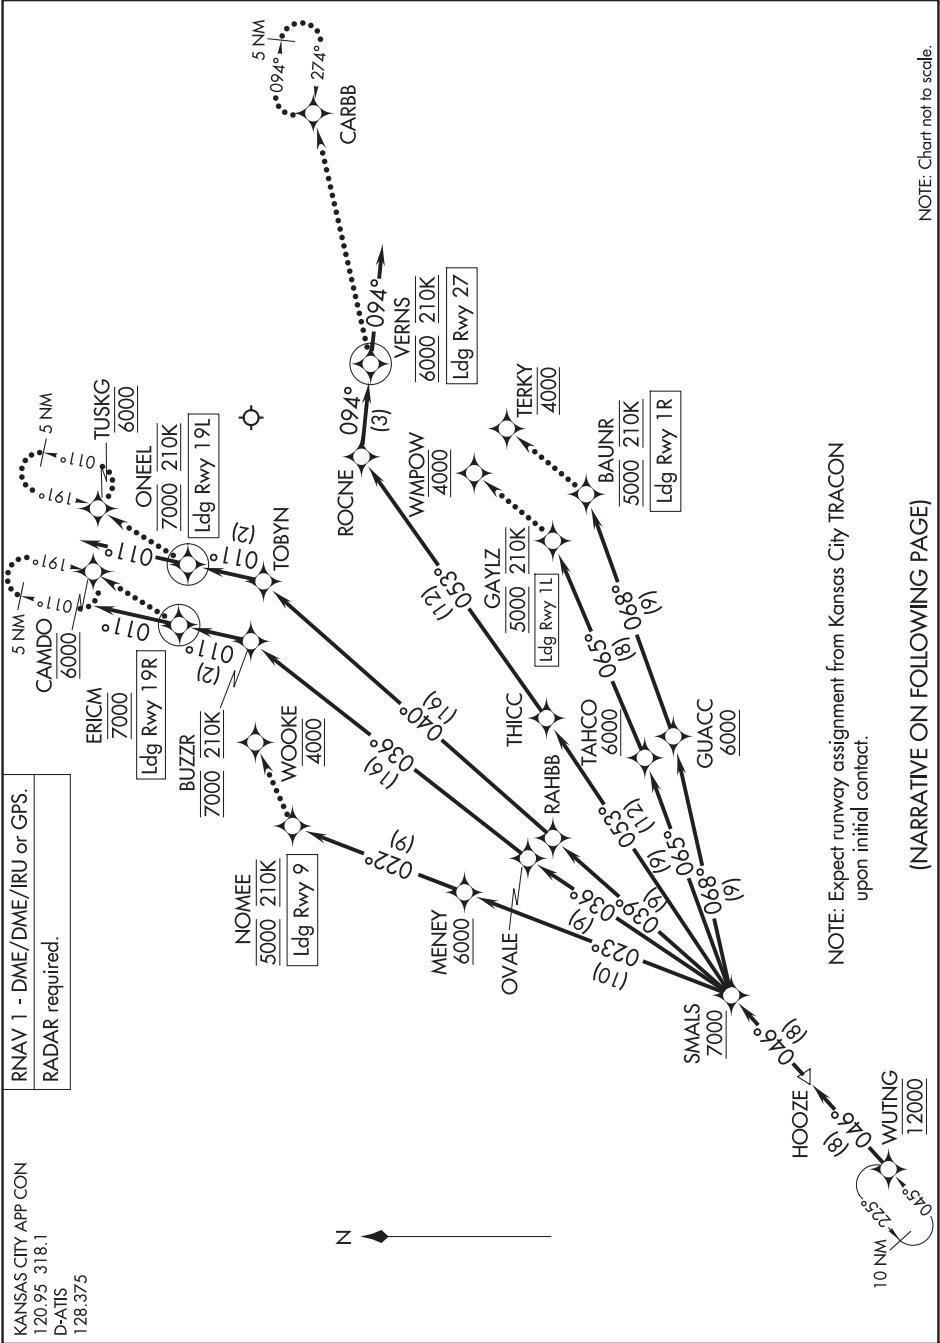 KANSAS CITY APP CON
120.95 318.1
D-ATIS
128.375
RNAV 1 - DME/DME/IRU or GPS.
RADAR required.
5 NM
011°
191°
CAMDO
6000
5 NM
011°
191°
TUSKG
6000
011°
011°
ERICM
7000
Ldg Rwy 19R
ONEEL
7000 210K
Ldg Rwy 19L
011°
(2)
011°
(2)
BUZZR
7000 210K
TOBYN
WOOKE
4000
NOMEE
5000 210K
Ldg Rwy 9
022°
(9)
036°
(16)
040°
(16)
MENEY
6000
OVALE
RAHBB
023°
(10)
036°
(9)
039°
(9)
5 NM
094°
274°
CARBB
094°
VERNS
6000 210K
Ldg Rwy 27
094°
(3)
ROCNE
053°
(12)
THICC
053°
(9)
WMPOW
4000
TERKY
4000
GAYLZ
5000 210K
Ldg Rwy 1L
BAUNR
5000 210K
Ldg Rwy 1R
065°
(8)
068°
(9)
TAHCO
6000
GUACC
6000
065°
(12)
068°
(9)
SMALS
7000
046°
(8)
HOOZE
046°
(8)
WUTNG
12000
10 NM
225°
045°
N
NOTE: Expect runway assignment from Kansas City TRACON
upon initial contact.
(NARRATIVE ON FOLLOWING PAGE)
NOTE: Chart not to scale.